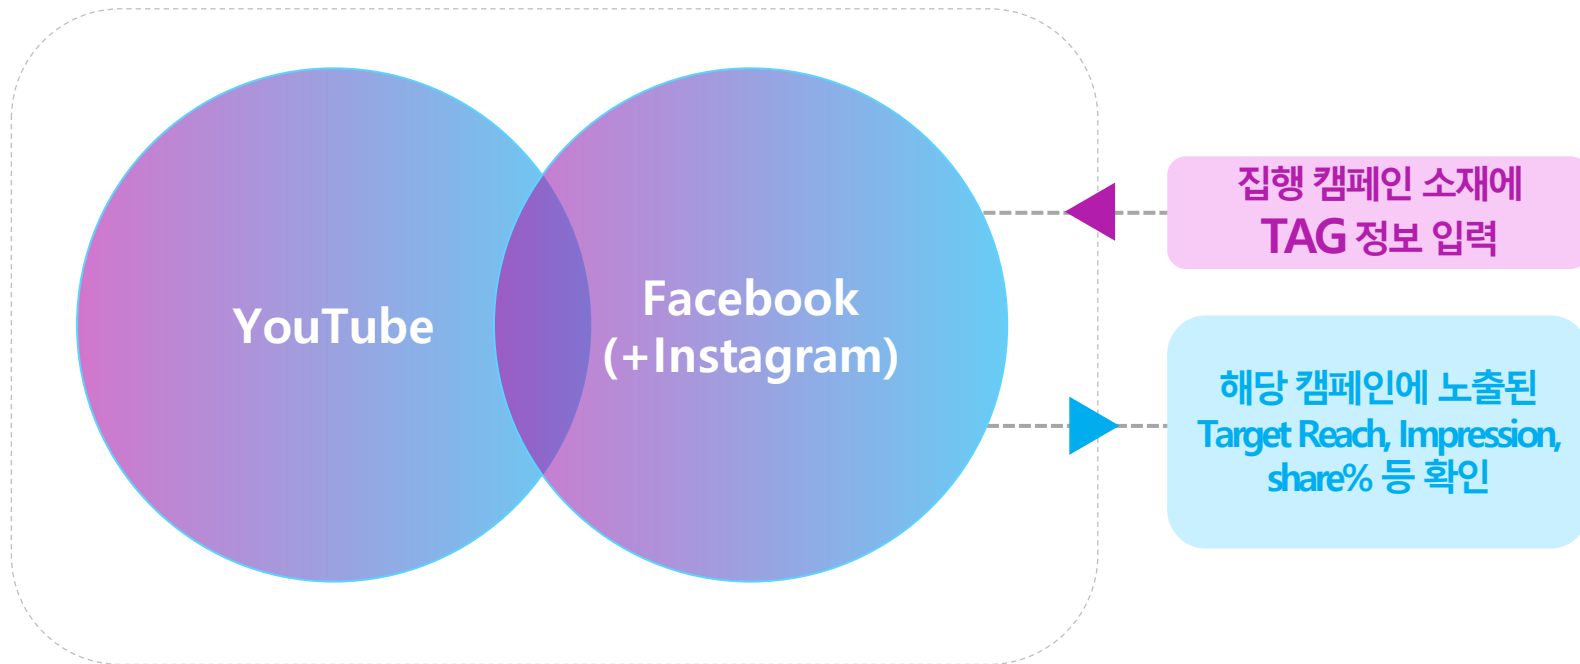 YouTube
Facebook
(+Instagram)
집행 캠페인 소재에
TAG 정보 입력
해당 캠페인에 노출된
Target Reach, Impression,
share% 등 확인